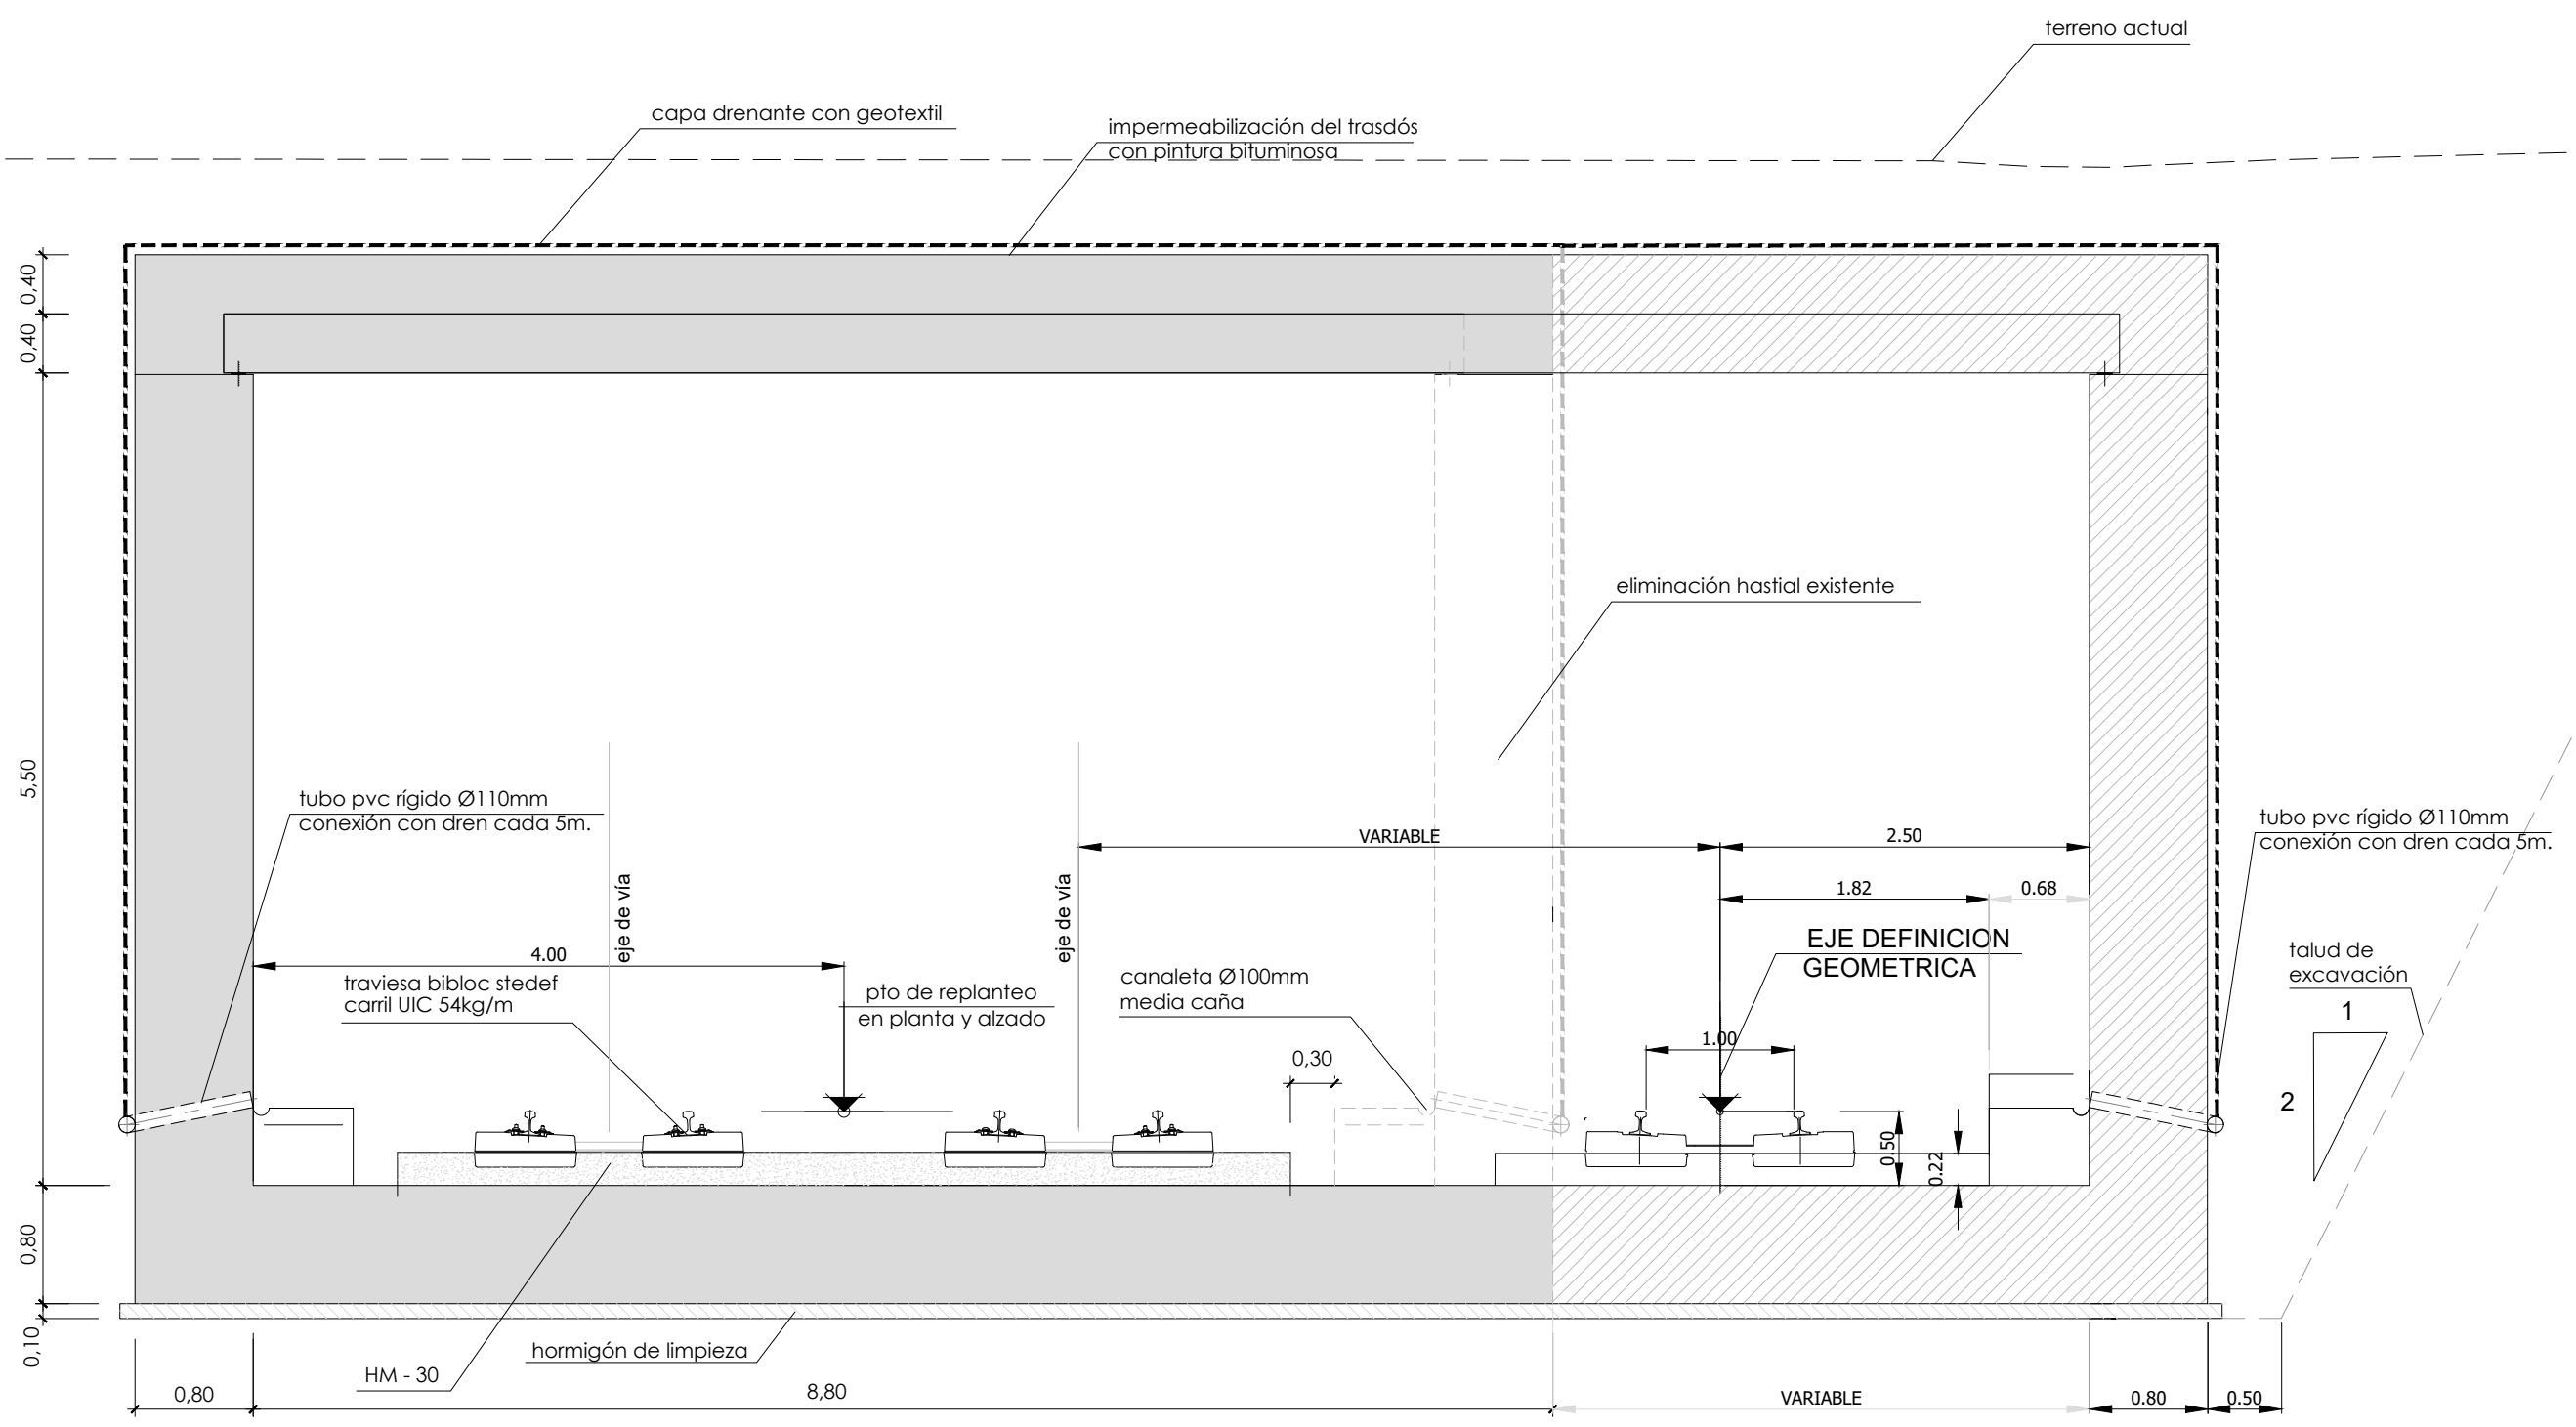 terreno actual
capa drenante con geotextil
impermeabilización del trasdós
con pintura bituminosa
0,40
0,40
5,50
eliminación hastial existente
tubo pvc rígido Ø110mm
conexión con dren cada 5m.
tubo pvc rígido Ø110mm
conexión con dren cada 5m.
VARIABLE
2.50
1.82
0.68
eje de vía
eje de vía
4.00
EJE DEFINICION
GEOMETRICA
traviesa bibloc stedef
carril UIC 54kg/m
pto de replanteo
en planta y alzado
canaleta Ø100mm
media caña
talud de
excavación
1
2
1.00
0,30
0.50
0.22
0,80
0,10
hormigón de limpieza
HM - 30
0,80
8,80
VARIABLE
0.80
0.50